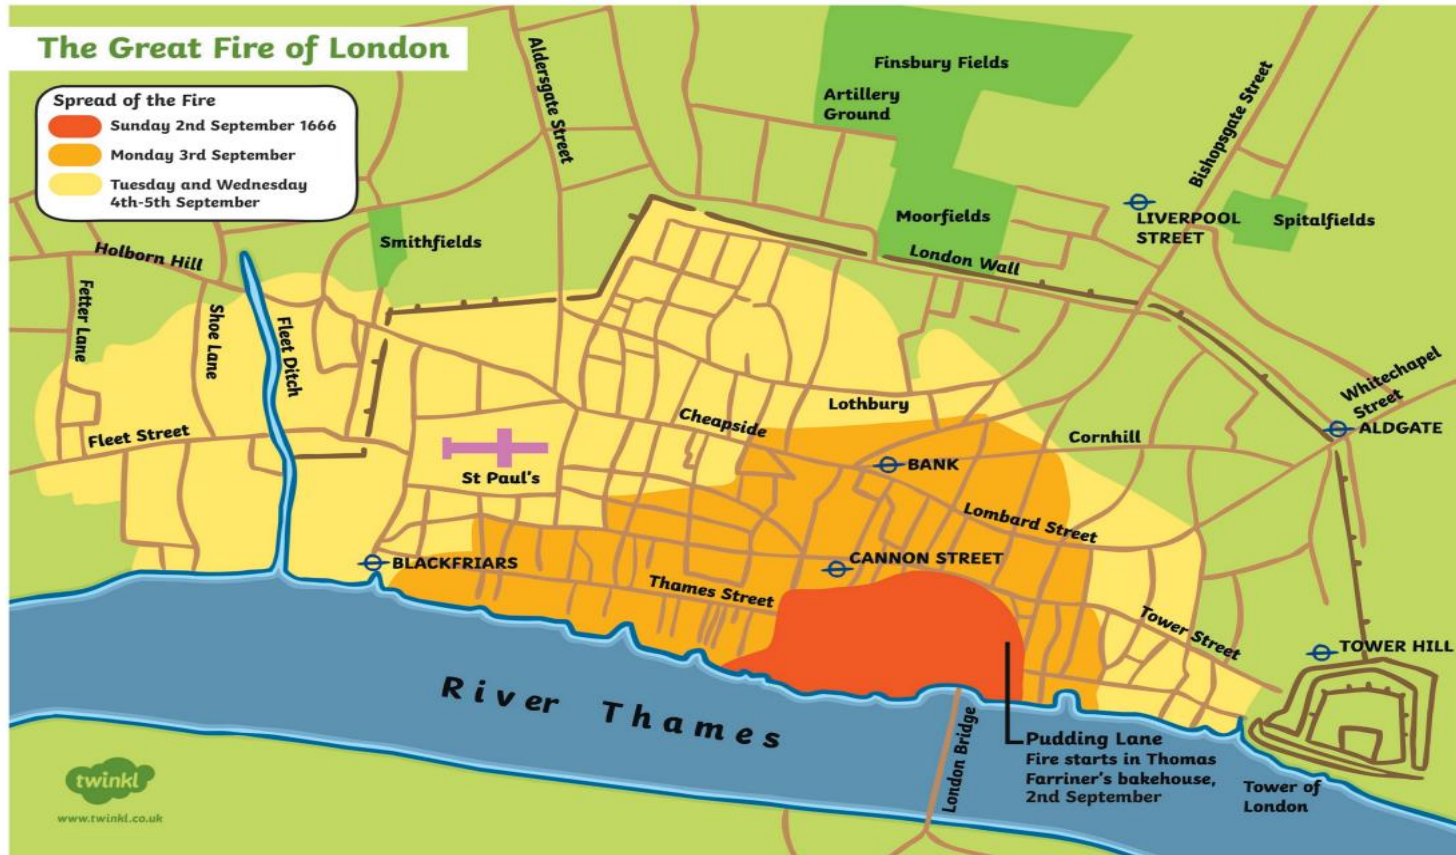 The Great Fire of London
Spread of the Fire
Sunday 2nd September 1666
Monday 3rd September
Tuesday and Wednesday
4th-5th September
Aldersgate Street
Finsbury Fields
Artillery
Ground
Bishopsgate Street
Moorfields
LIVERPOOL
STREET
Spitalfields
Smithfields
Holborn Hill
London Wall
Fetter Lane
Shoe Lane
Fleet Ditch
Whitechapel
Street
ALDGATE
Lothbury
Cheapside
Cornhill
Fleet Street
BANK
St Paul's
Lombard Street
BLACKFRIARS
CANNON STREET
Thames Street
Tower Street
TOWER HILL
River Thames
London Bridge
Pudding Lane
Fire starts in Thomas
Farriner's bakehouse,
2nd September
Tower of
London
twinkl
www.twinkl.co.uk